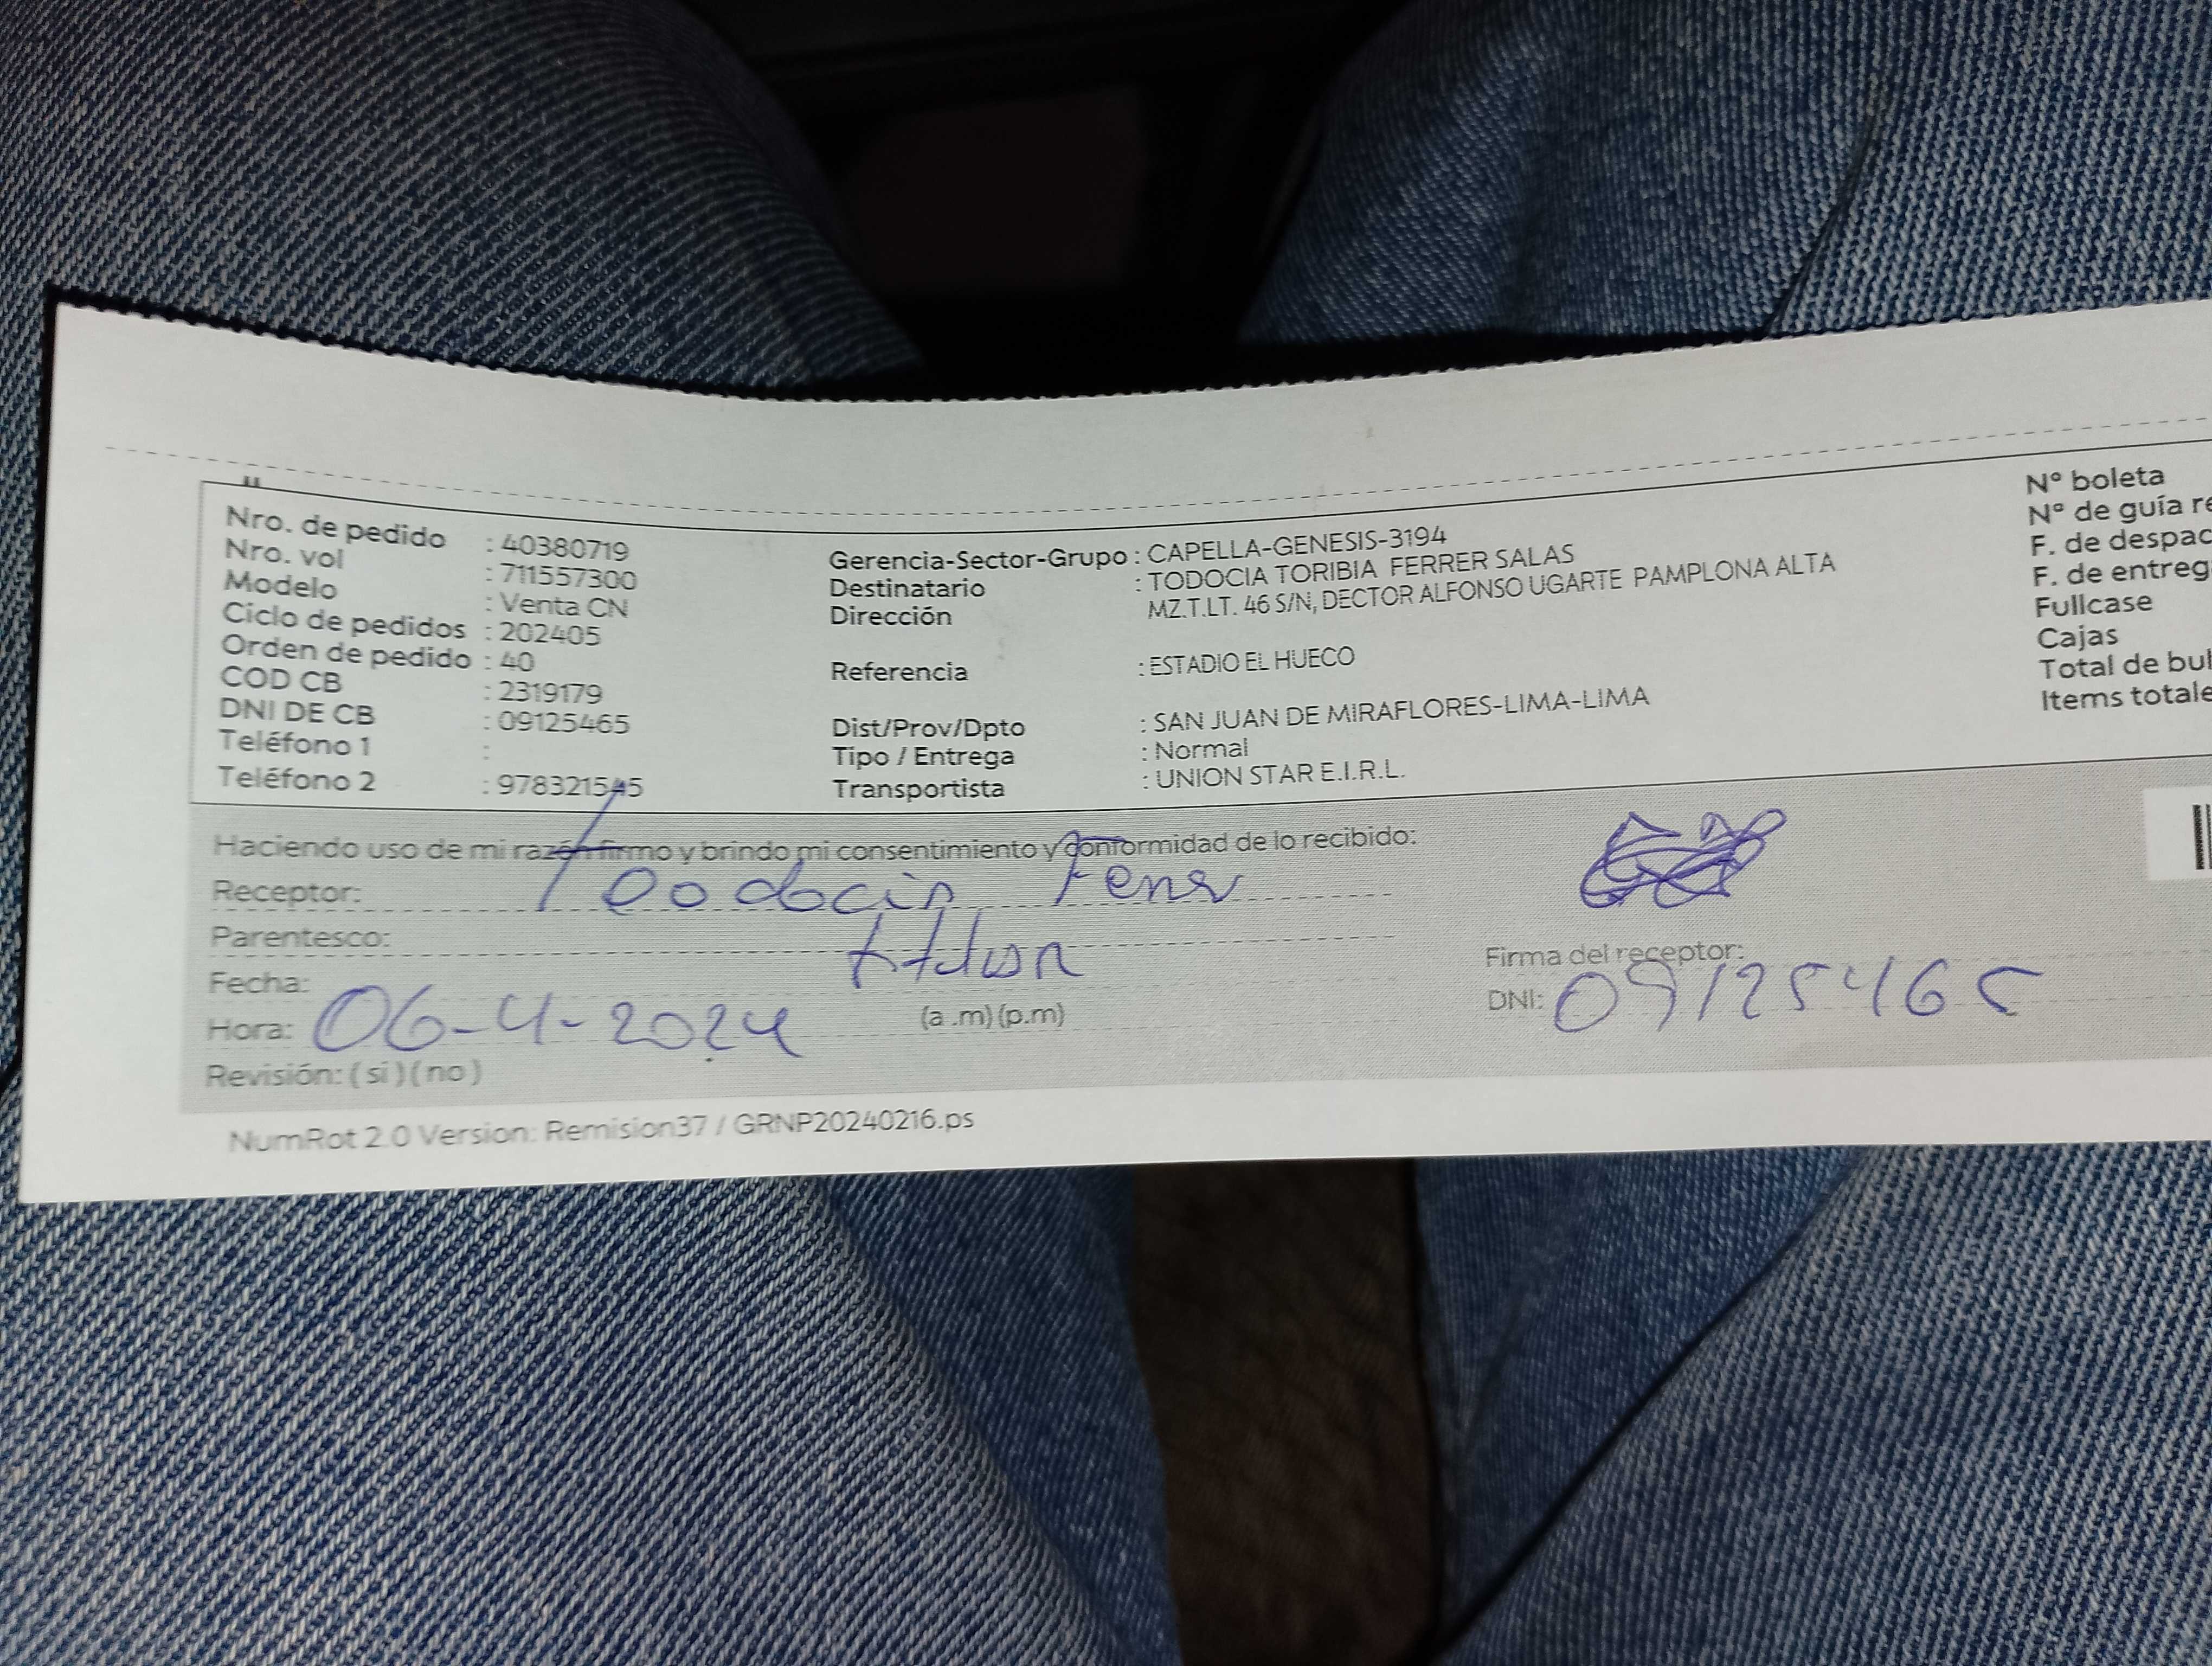 Nro. de pedido : 40380719
Nro. vol : 711557300
Modelo : Venta CN
Ciclo de pedidos : 202405
Orden de pedido : 40
COD CB : 2319179
DNI DE CB : 09125465
Teléfono 1 :
Teléfono 2 : 978321545
Gerencia-Sector-Grupo : CAPELLA-GENESIS-3194
Destinatario : TODOCIA TORIBIA FERRER SALAS
Dirección MZ.T.LT. 46 S/N, DECTOR ALFONSO UGARTE PAMPLONA ALTA
Referencia : ESTADIO EL HUECO
Dist/Prov/Dpto : SAN JUAN DE MIRAFLORES-LIMA-LIMA
Tipo / Entrega : Normal
Transportista : UNION STAR E.I.R.L.
Nº boleta
Nº de guía re
F. de despac
F. de entreg
Fullcase
Cajas
Total de bul
Items totale
Haciendo uso de mi razón firmo y brindo mi consentimiento y conformidad de lo recibido:
Receptor: Teodocia
Parentesco:
Fecha:
Hora: 06-4-2024 (a .m) (p.m)
Revisión: ( si ) ( no )
Firma del receptor:
DNI: 09125465
NumRot 2.0 Version: Remision37 / GRNP20240216.ps